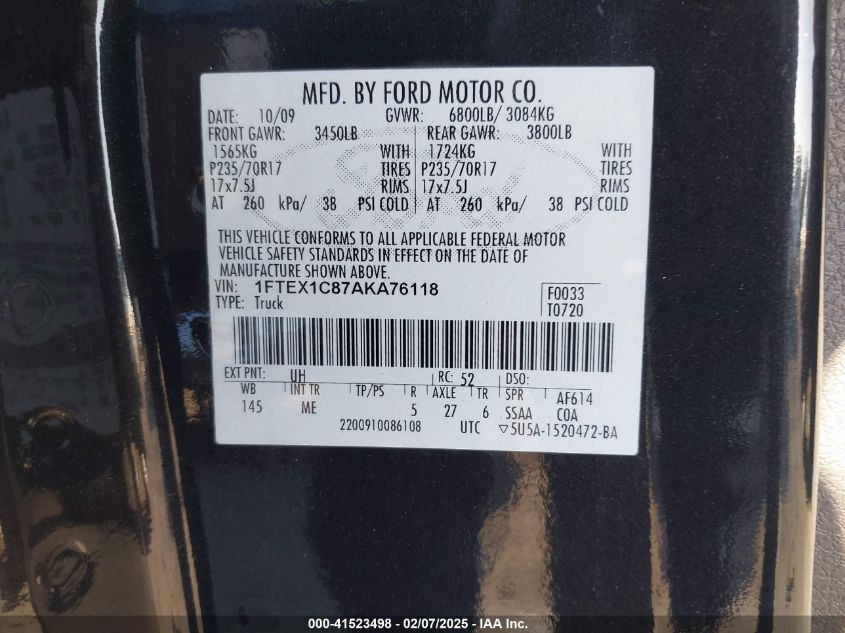 MFD. BY FORD MOTOR CO.
DATE: 10/09 GVWR: 6800LB/ 3084KG
FRONT GAWR: 3450LB REAR GAWR: 3800LB
1565KG WITH 1724KG WITH
P235/70R17 TIRES P235/70R17 TIRES
17x7.5J RIMS 17x7.5J RIMS
AT 260 kPa/ 38 PSI COLD AT 260 kPa/ 38 PSI COLD
THIS VEHICLE CONFORMS TO ALL APPLICABLE FEDERAL MOTOR
VEHICLE SAFETY STANDARDS IN EFFECT ON THE DATE OF
MANUFACTURE SHOWN ABOVE.
VIN: 1FTEX1C87AKA76118 F0033
TYPE: Truck T0720
EXT PNT: UH RC: 52 DSO:
WB INT TR TP/PS R AXLE TR SPR AF614
145 ME 5 27 6 SSAA COA
2200910086108 UTC ▽5U5A-1520472-BA
000-41523498 - 02/07/2025 - IAA Inc.